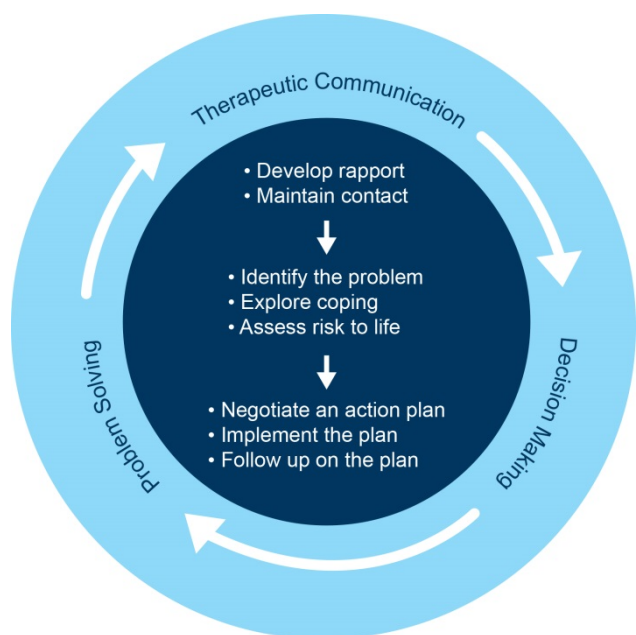 Therapeutic Communication
• Develop rapport
• Maintain contact
• Identify the problem
• Explore coping
• Assess risk to life
• Negotiate an action plan
• Implement the plan
• Follow up on the plan
Decision Making
Problem Solving